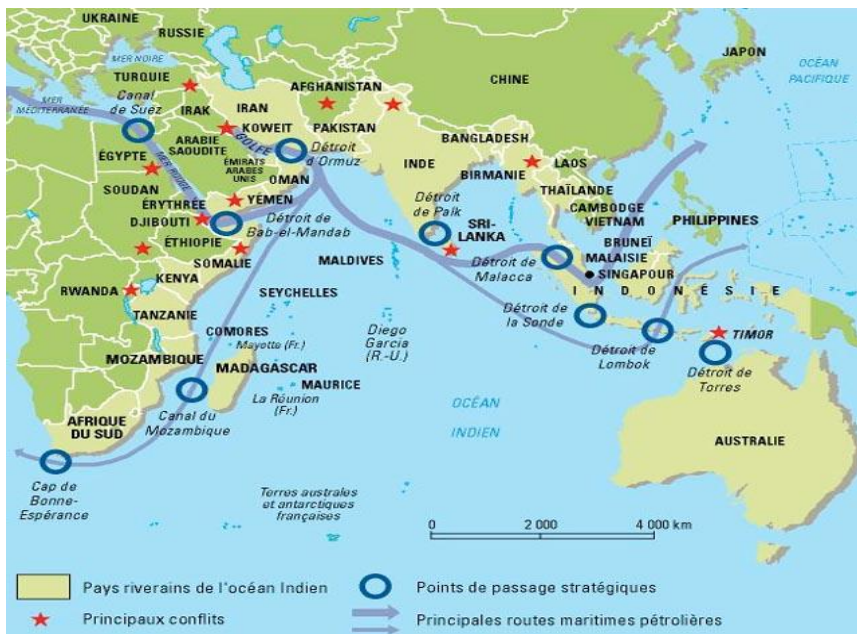 UKRAINE
RUSSIE
MER NOIRE
TURQUIE
JAPON
OCÉAN
PACIFIQUE
CHINE
AFGHANISTAN
MER
MÉDITERRANÉE
Canal
de Suez
IRAK
IRAN
KOWEIT
PAKISTAN
GOLFE
Détroit
d'Ormuz
ARABIE
SAOUDITE
ÉMIRATS
ARABES
UNIS
OMAN
ÉGYPTE
MER ROUGE
BANGLADESH
INDE
BIRMANIE
LAOS
THAÏLANDE
CAMBODGE
VIETNAM
PHILIPPINES
SOUDAN
ÉRYTHRÉE
YÉMEN
DJIBOUTI
Détroit de
Bab-el-Mandab
ÉTHIOPIE
SOMALIE
Détroit
de Palk
SRI-
LANKA
MALDIVES
Détroit de
Malacca
BRUNEÏ
MALAISIE
SINGAPOUR
INDONÉSIE
KENYA
RWANDA
TANZANIE
SEYCHELLES
COMORES
Mayotte (Fr.)
Diego
Garcia
(R.-U.)
Détroit de
la Sonde
Détroit de
Lombok
TIMOR
Détroit de
Torres
MOZAMBIQUE
MADAGASCAR
MAURICE
La Réunion
(Fr.)
Canal du
Mozambique
OCÉAN
INDIEN
AUSTRALIE
AFRIQUE
DU SUD
Cap de
Bonne-
Espérance
Terres australes
et antarctiques
françaises
0 2 000 4 000 km
Pays riverains de l'océan Indien
Points de passage stratégiques
Principaux conflits
Principales routes maritimes pétrolières